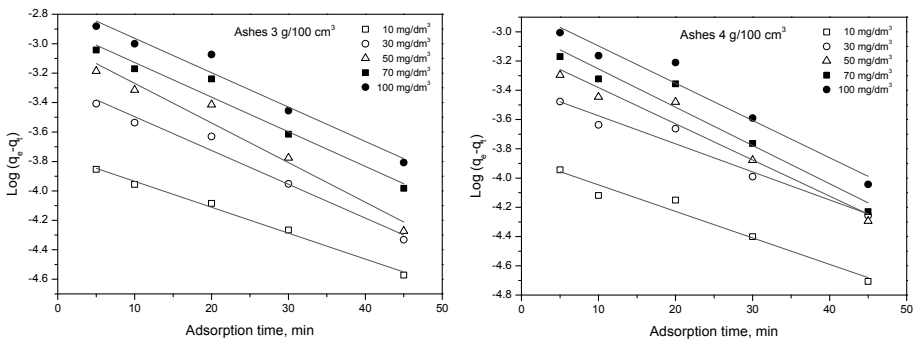 Ashes 3 g/100 cm³
10 mg/dm³
30 mg/dm³
50 mg/dm³
70 mg/dm³
100 mg/dm³
-2.8
-3.0
-3.2
-3.4
-3.6
-3.8
-4.0
-4.2
-4.4
-4.6
Log (qₑ-qₜ)
0 10 20 30 40 50
Adsorption time, min
Ashes 4 g/100 cm³
10 mg/dm³
30 mg/dm³
50 mg/dm³
70 mg/dm³
100 mg/dm³
-3.0
-3.2
-3.4
-3.6
-3.8
-4.0
-4.2
-4.4
-4.6
-4.8
Log (qₑ-qₜ)
0 10 20 30 40 50
Adsorption time, min